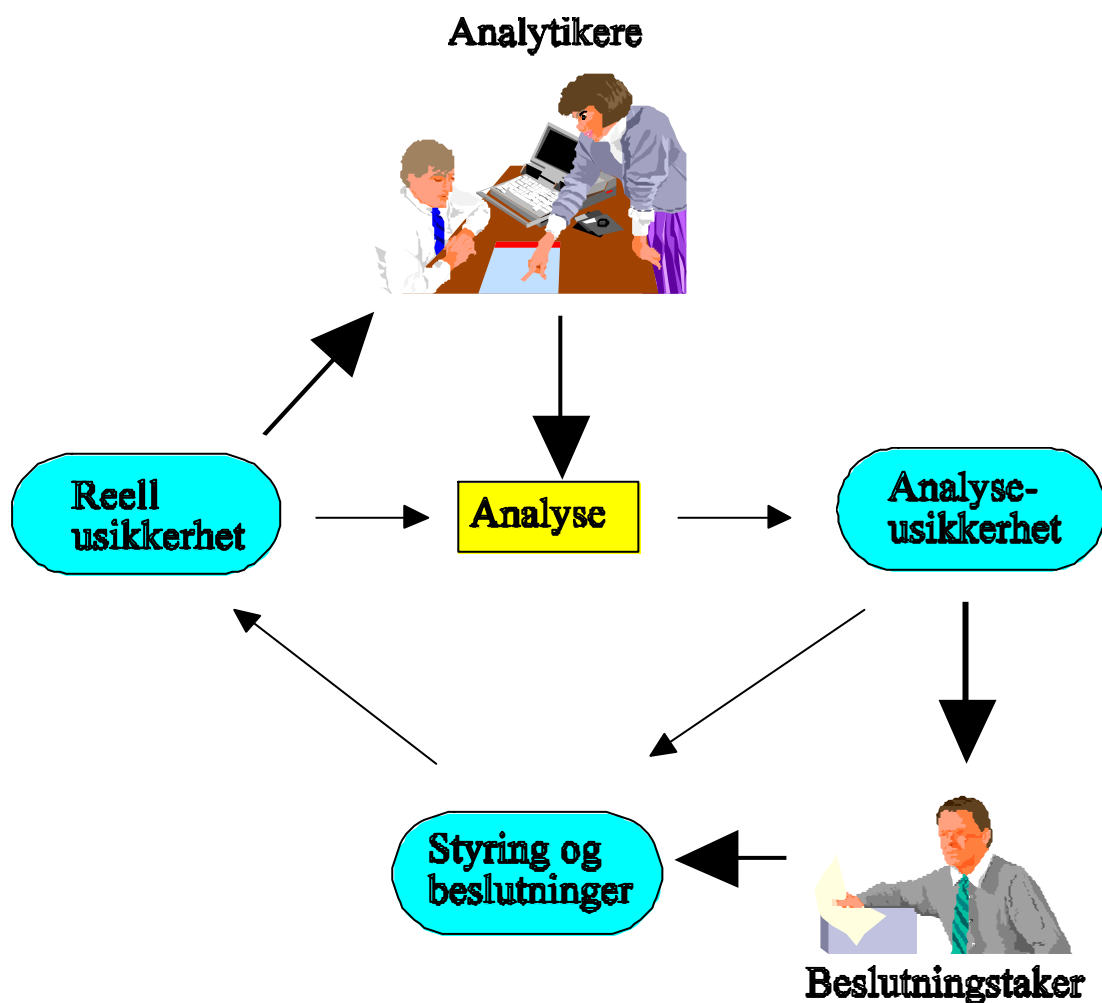 Analytikere
Reell
usikkerhet
Analyse
Analyse-
usikkerhet
Styring og
beslutninger
Beslutningstaker